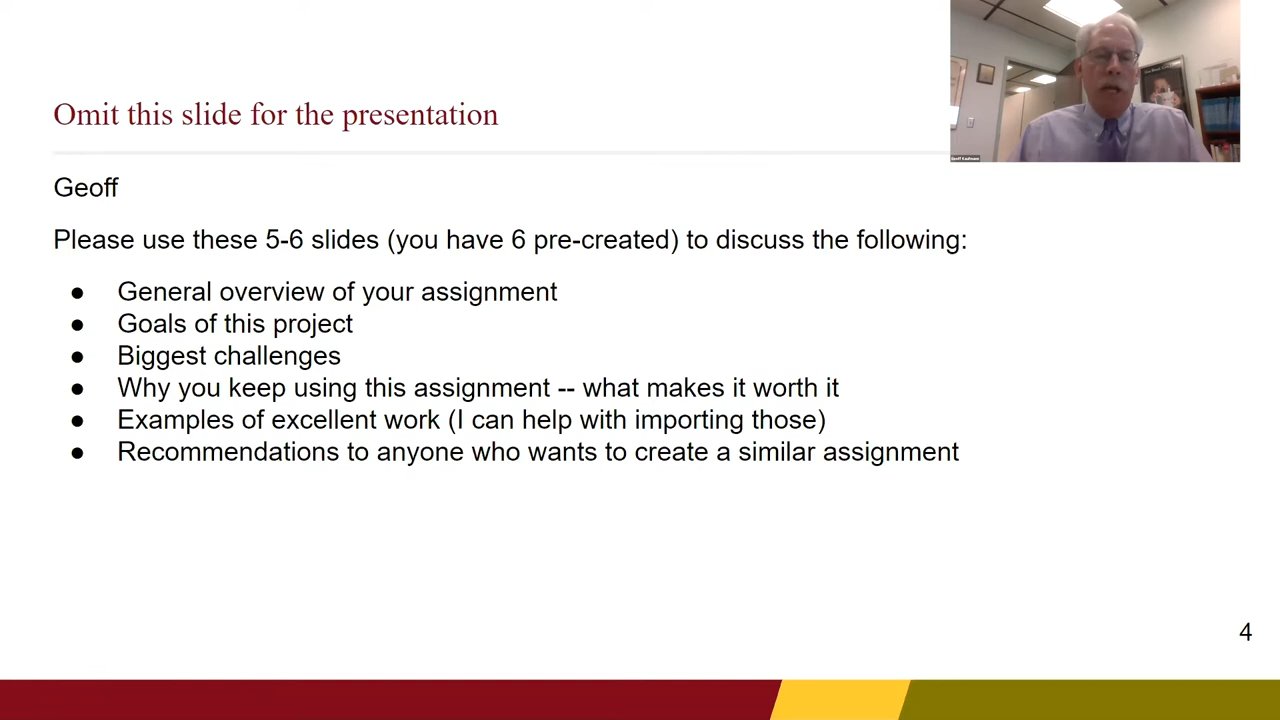 Omit this slide for the presentation
Geoff
Please use these 5-6 slides (you have 6 pre-created) to discuss the following:
● General overview of your assignment
● Goals of this project
● Biggest challenges
● Why you keep using this assignment -- what makes it worth it
● Examples of excellent work (I can help with importing those)
● Recommendations to anyone who wants to create a similar assignment
4